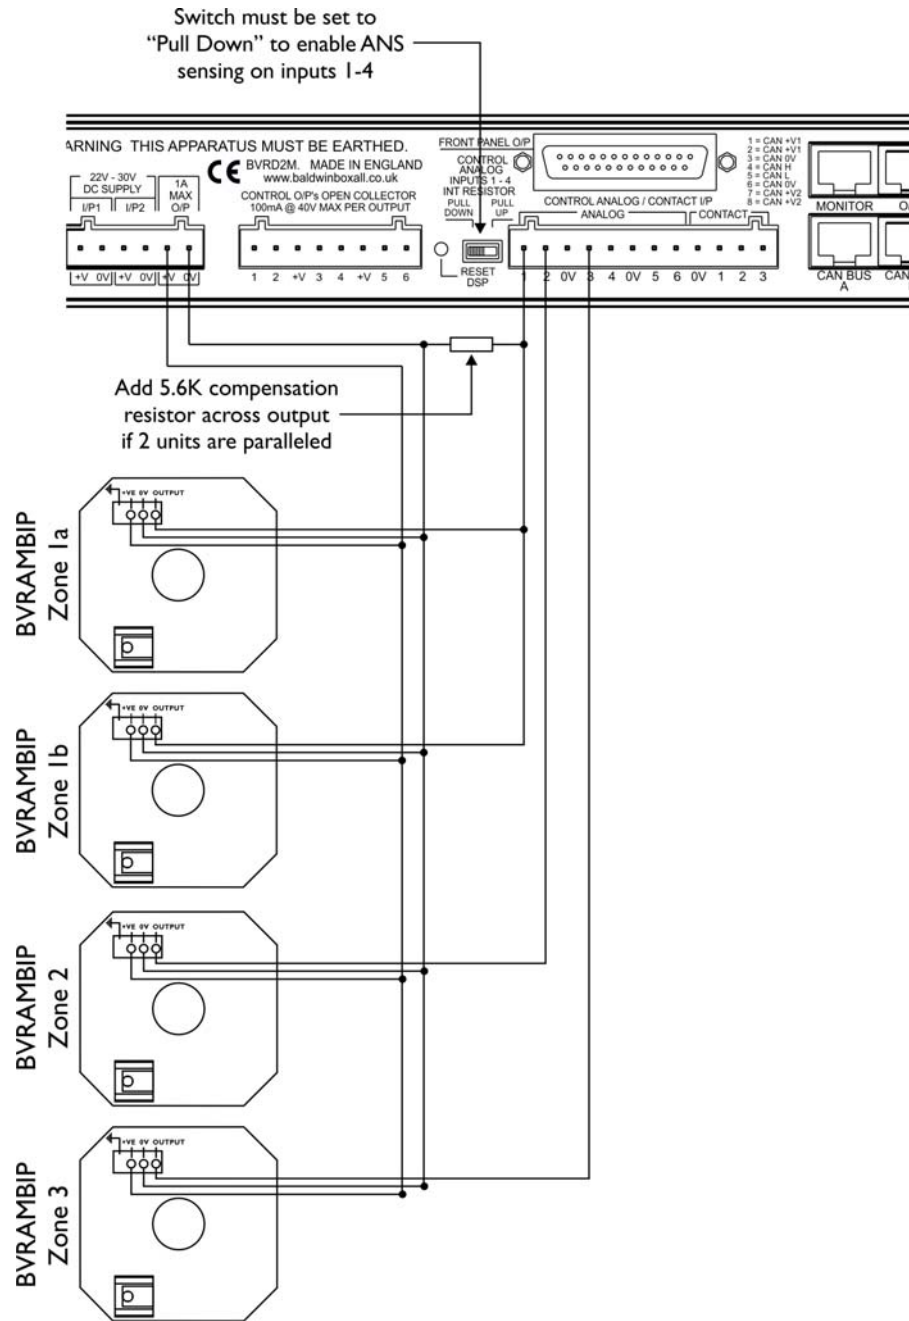 Switch must be set to
“Pull Down” to enable ANS
sensing on inputs 1-4
ARNING THIS APPARATUS MUST BE EARTHED.
22V - 30V
DC SUPPLY
I/P1 I/P2
1A
MAX
O/P
+V 0V +V 0V +V 0V
CE BVRD2M. MADE IN ENGLAND
www.baldwinboxall.co.uk
CONTROL O/P's OPEN COLLECTOR
100mA @ 40V MAX PER OUTPUT
1 2 +V 3 4 +V 5 6
FRONT PANEL O/P
CONTROL
ANALOG
INPUTS 1 - 4
INT RESISTOR
PULL DOWN PULL UP
RESET
DSP
CONTROL ANALOG / CONTACT I/P
ANALOG CONTACT
1 2 0V 3 4 0V 5 6 0V 1 2 3
1 = CAN +V1
2 = CAN +V1
3 = CAN 0V
4 = CAN H
5 = CAN L
6 = CAN 0V
7 = CAN +V2
8 = CAN +V2
MONITOR
CAN BUS
A
CAN
Add 5.6K compensation
resistor across output
if 2 units are paralleled
BVRAMBIP
Zone 1a
+VE 0V OUTPUT
BVRAMBIP
Zone 1b
+VE 0V OUTPUT
BVRAMBIP
Zone 2
+VE 0V OUTPUT
BVRAMBIP
Zone 3
+VE 0V OUTPUT